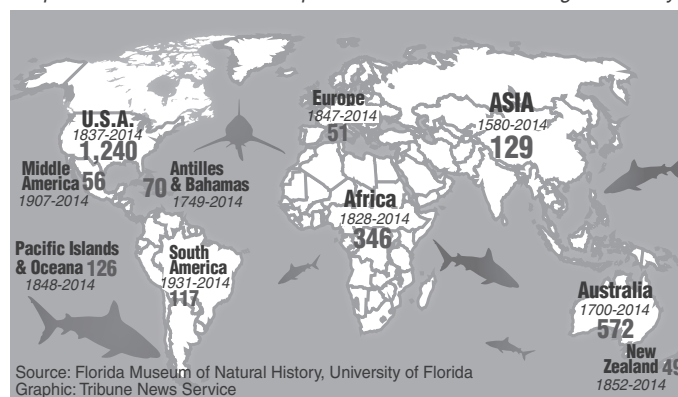 U.S.A.
1837-2014
1,240
Europe
1847-2014
51
ASIA
1580-2014
129
Middle
America 56
1907-2014
70 Antilles
& Bahamas
1749-2014
Africa
1828-2014
346
Pacific Islands
& Oceana 126
1848-2014
South
America
1931-2014
117
Australia
1700-2014
572
New
Zealand
1852-2014
Source: Florida Museum of Natural History, University of Florida
Graphic: Tribune News Service